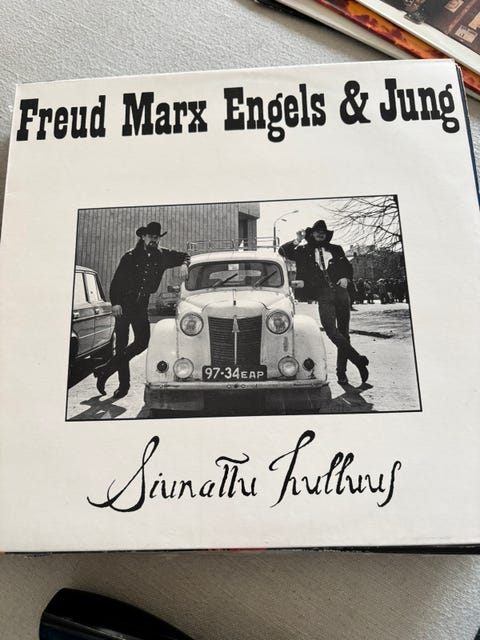 Freud Marx Engels & Jung
97-34 EAP
Siunattu hulluus